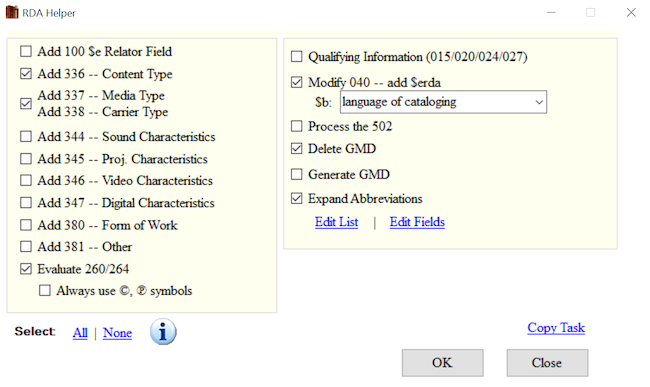 RDA Helper
Add 100 $e Relator Field
Add 336 -- Content Type
Add 337 -- Media Type
Add 338 -- Carrier Type
Add 344 -- Sound Characteristics
Add 345 -- Proj. Characteristics
Add 346 -- Video Characteristics
Add 347 -- Digital Characteristics
Add 380 -- Form of Work
Add 381 -- Other
Evaluate 260/264
Always use ©, ℗ symbols
Qualifying Information (015/020/024/027)
Modify 040 -- add $erda
$b: language of cataloging
Process the 502
Delete GMD
Generate GMD
Expand Abbreviations
Edit List | Edit Fields
Select: All | None
Copy Task
OK Close